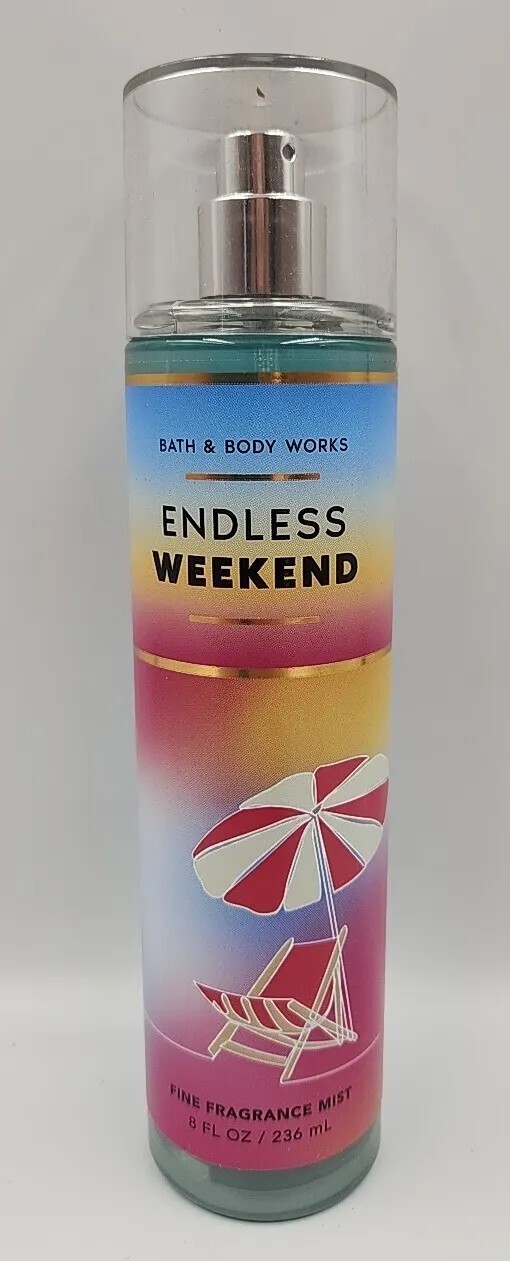 BATH & BODY WORKS
ENDLESS
WEEKEND
FINE FRAGRANCE MIST
8 FL OZ / 236 mL